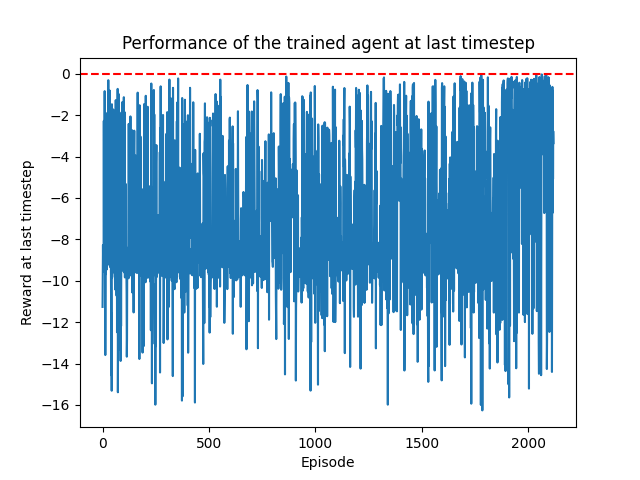 Performance of the trained agent at last timestep
Reward at last timestep
0
−2
−4
−6
−8
−10
−12
−14
−16
0 500 1000 1500 2000
Episode